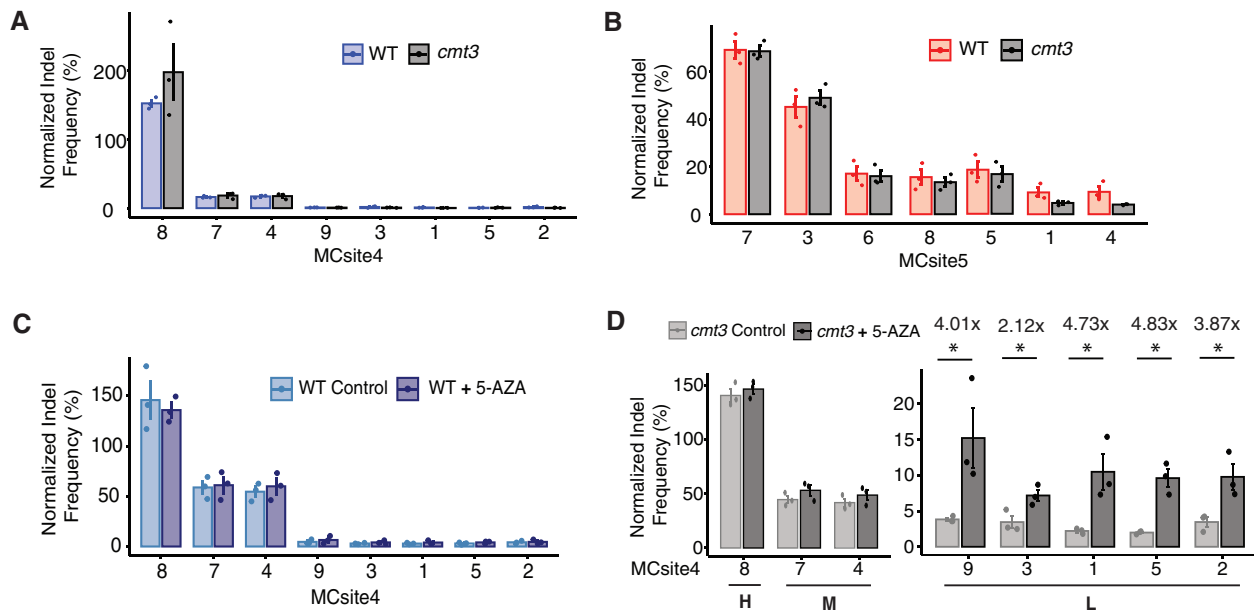 A
WT cmt3
Normalized Indel
Frequency (%)
200
100
0
8 7 4 9 3 1 5 2
MCsite4
B
WT cmt3
Normalized Indel
Frequency (%)
60
40
20
0
7 3 6 8 5 1 4
MCsite5
C
WT Control WT + 5-AZA
Normalized Indel
Frequency (%)
150
100
50
0
8 7 4 9 3 1 5 2
MCsite4
D
cmt3 Control cmt3 + 5-AZA
4.01x 2.12x 4.73x 4.83x 3.87x
* * * * *
Normalized Indel
Frequency (%)
150
100
50
0
25
20
15
10
5
0
MCsite4 8 7 4 9 3 1 5 2
H M L